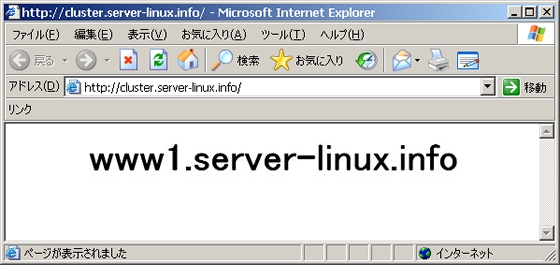 http://cluster.server-linux.info/ - Microsoft Internet Explorer
ファイル(F) 編集(E) 表示(V) お気に入り(A) ツール(T) ヘルプ(H)
戻る 検索 お気に入り
アドレス(D) http://cluster.server-linux.info/ 移動
リンク
www1.server-linux.info
ページが表示されました インターネット